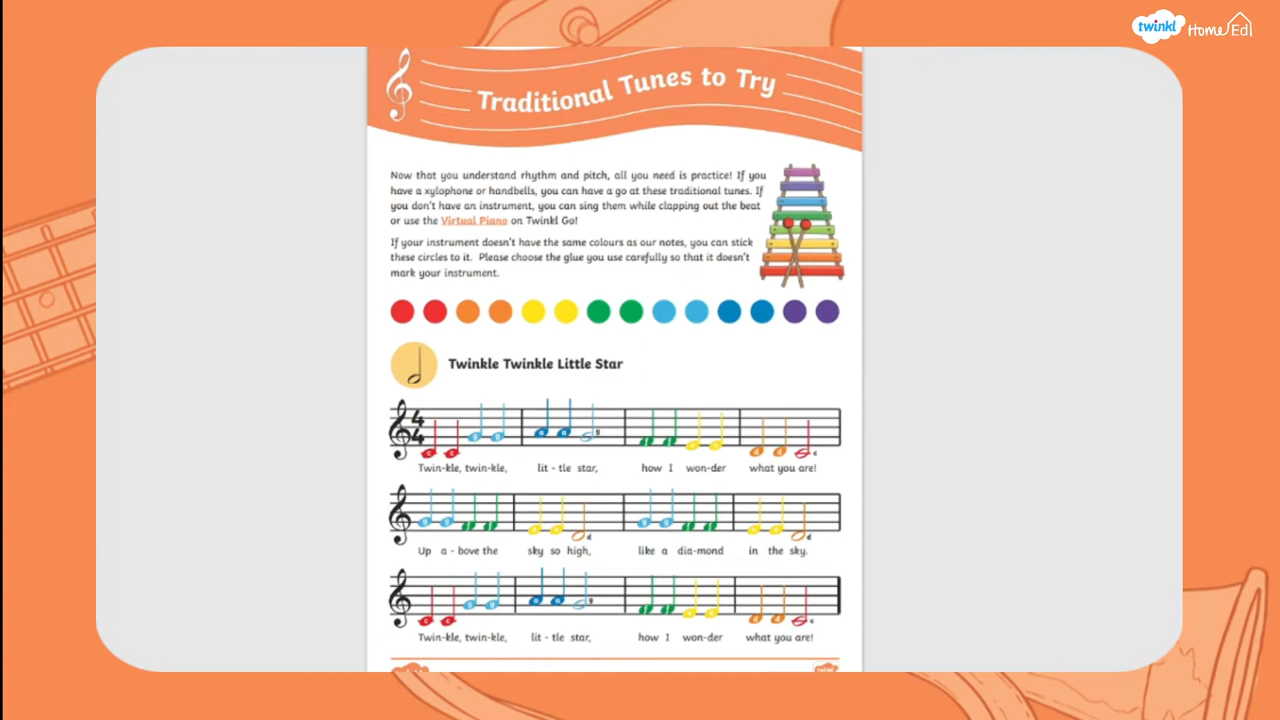 twinkl HomeEd
Traditional Tunes to Try
Now that you understand rhythm and pitch, all you need is practice! If you
have a xylophone or handbells, you can have a go at these traditional tunes. If
you don't have an instrument, you can sing them while clapping out the beat
or use the Virtual Piano on Twinkl Go!
If your instrument doesn't have the same colours as our notes, you can stick
these circles to it. Please choose the glue you use carefully so that it doesn't
mark your instrument.
Twinkle Twinkle Little Star
4
4
Twin-kle, twin-kle, lit - tle star, how I won-der what you are!
Up a - bove the sky so high, like a dia-mond in the sky.
Twin-kle, twin-kle, lit - tle star, how I won-der what you are!